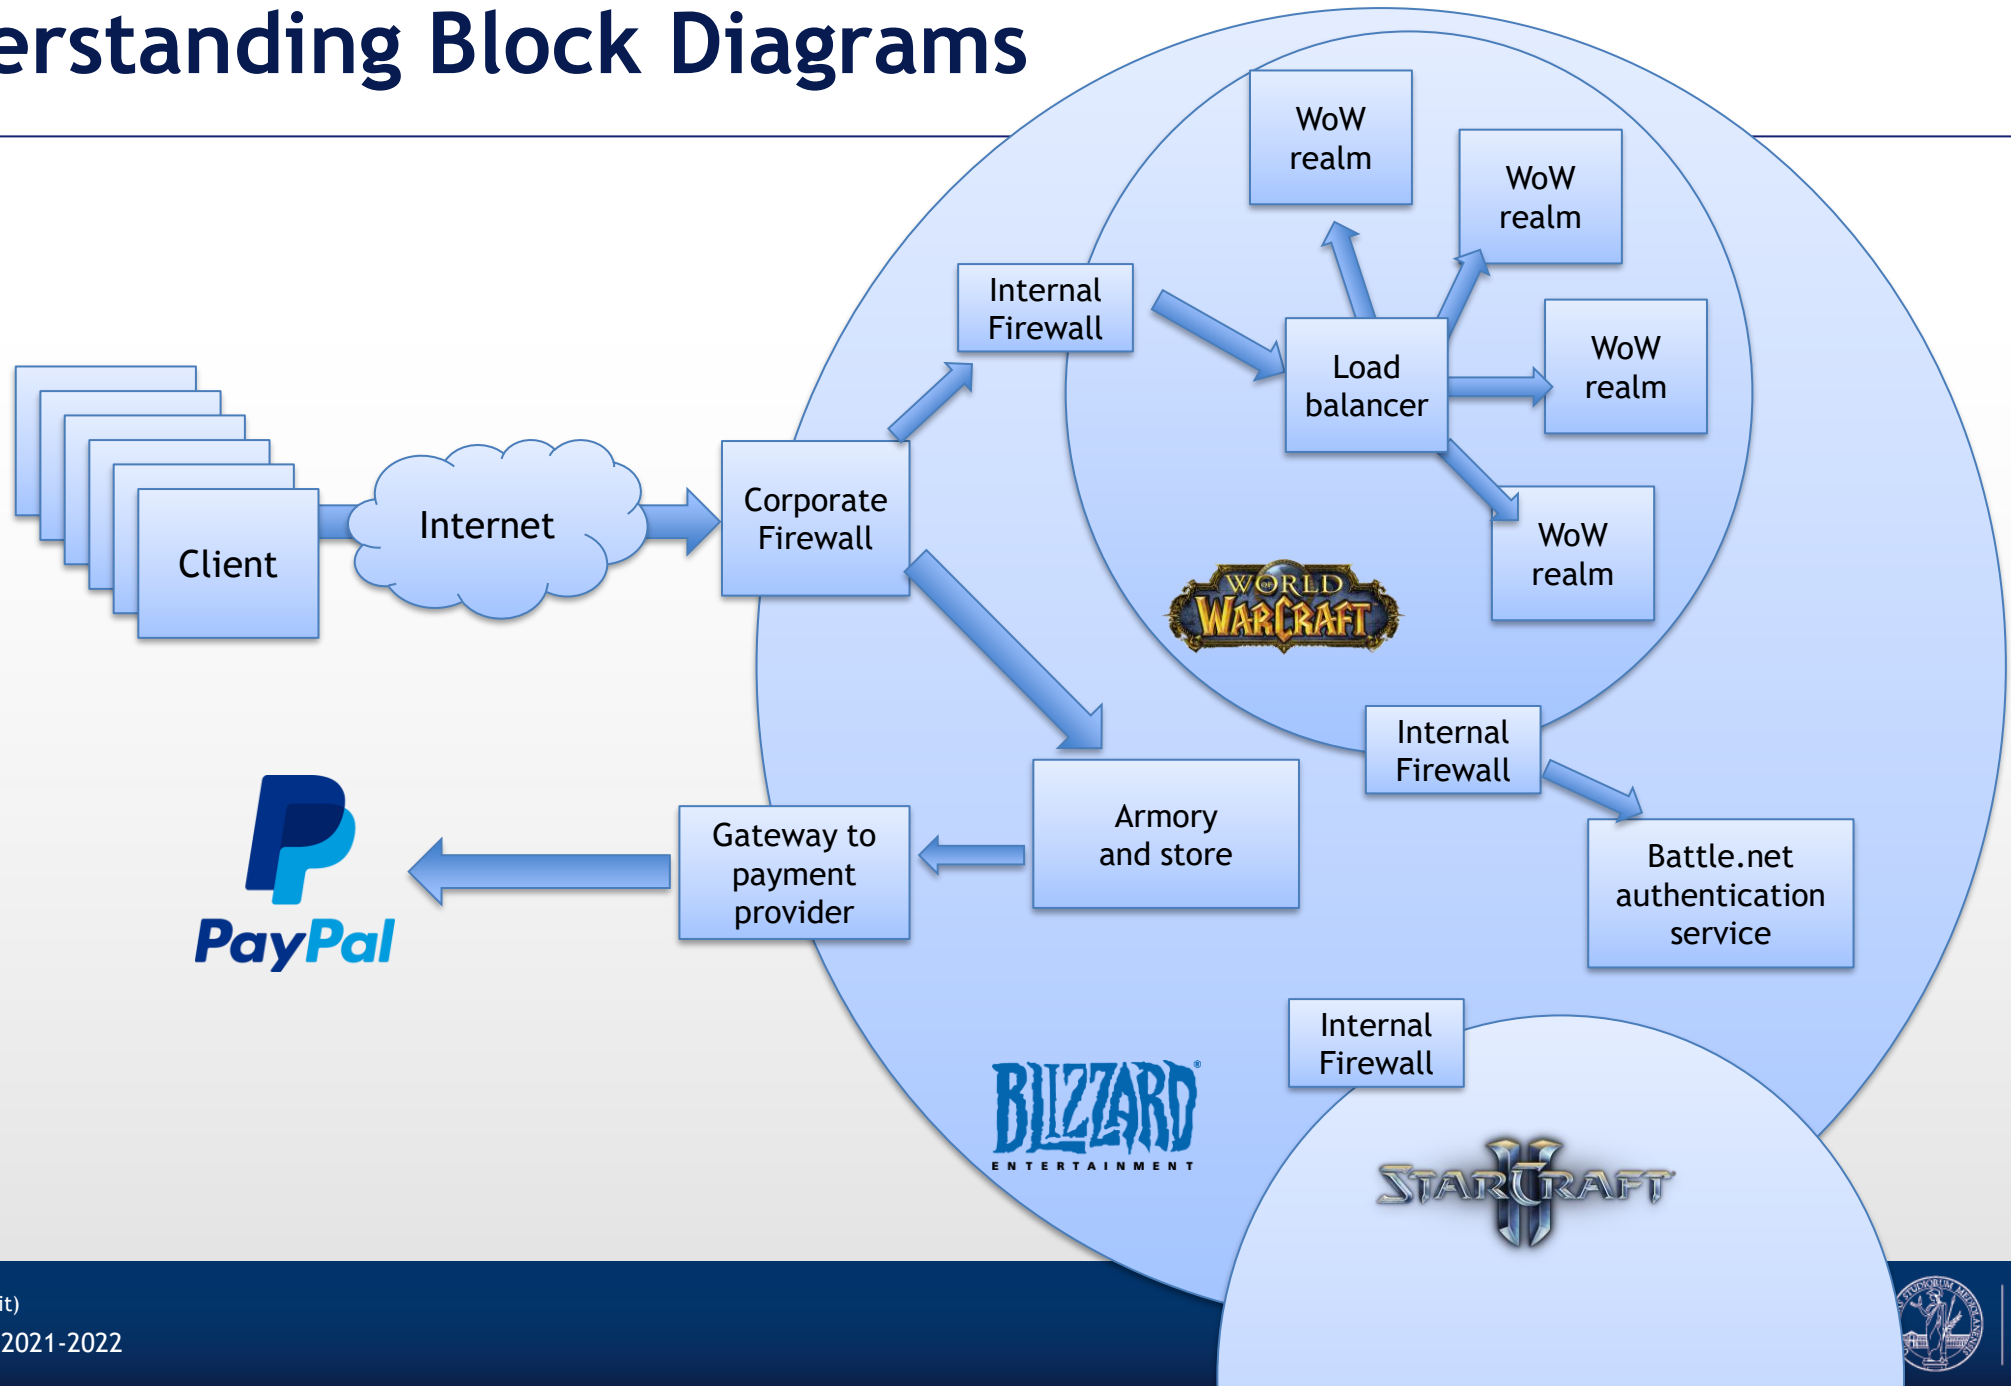 erstanding Block Diagrams
WoW
realm
WoW
realm
Internal
Firewall
Load
balancer
WoW
realm
Client
Internet
Corporate
Firewall
WoW
realm
WORLD
OF
WARCRAFT
Internal
Firewall
PayPal
Gateway to
payment
provider
Armory
and store
Battle.net
authentication
service
Internal
Firewall
BLIZZARD®
ENTERTAINMENT
STARCRAFT
II
it)
2021-2022